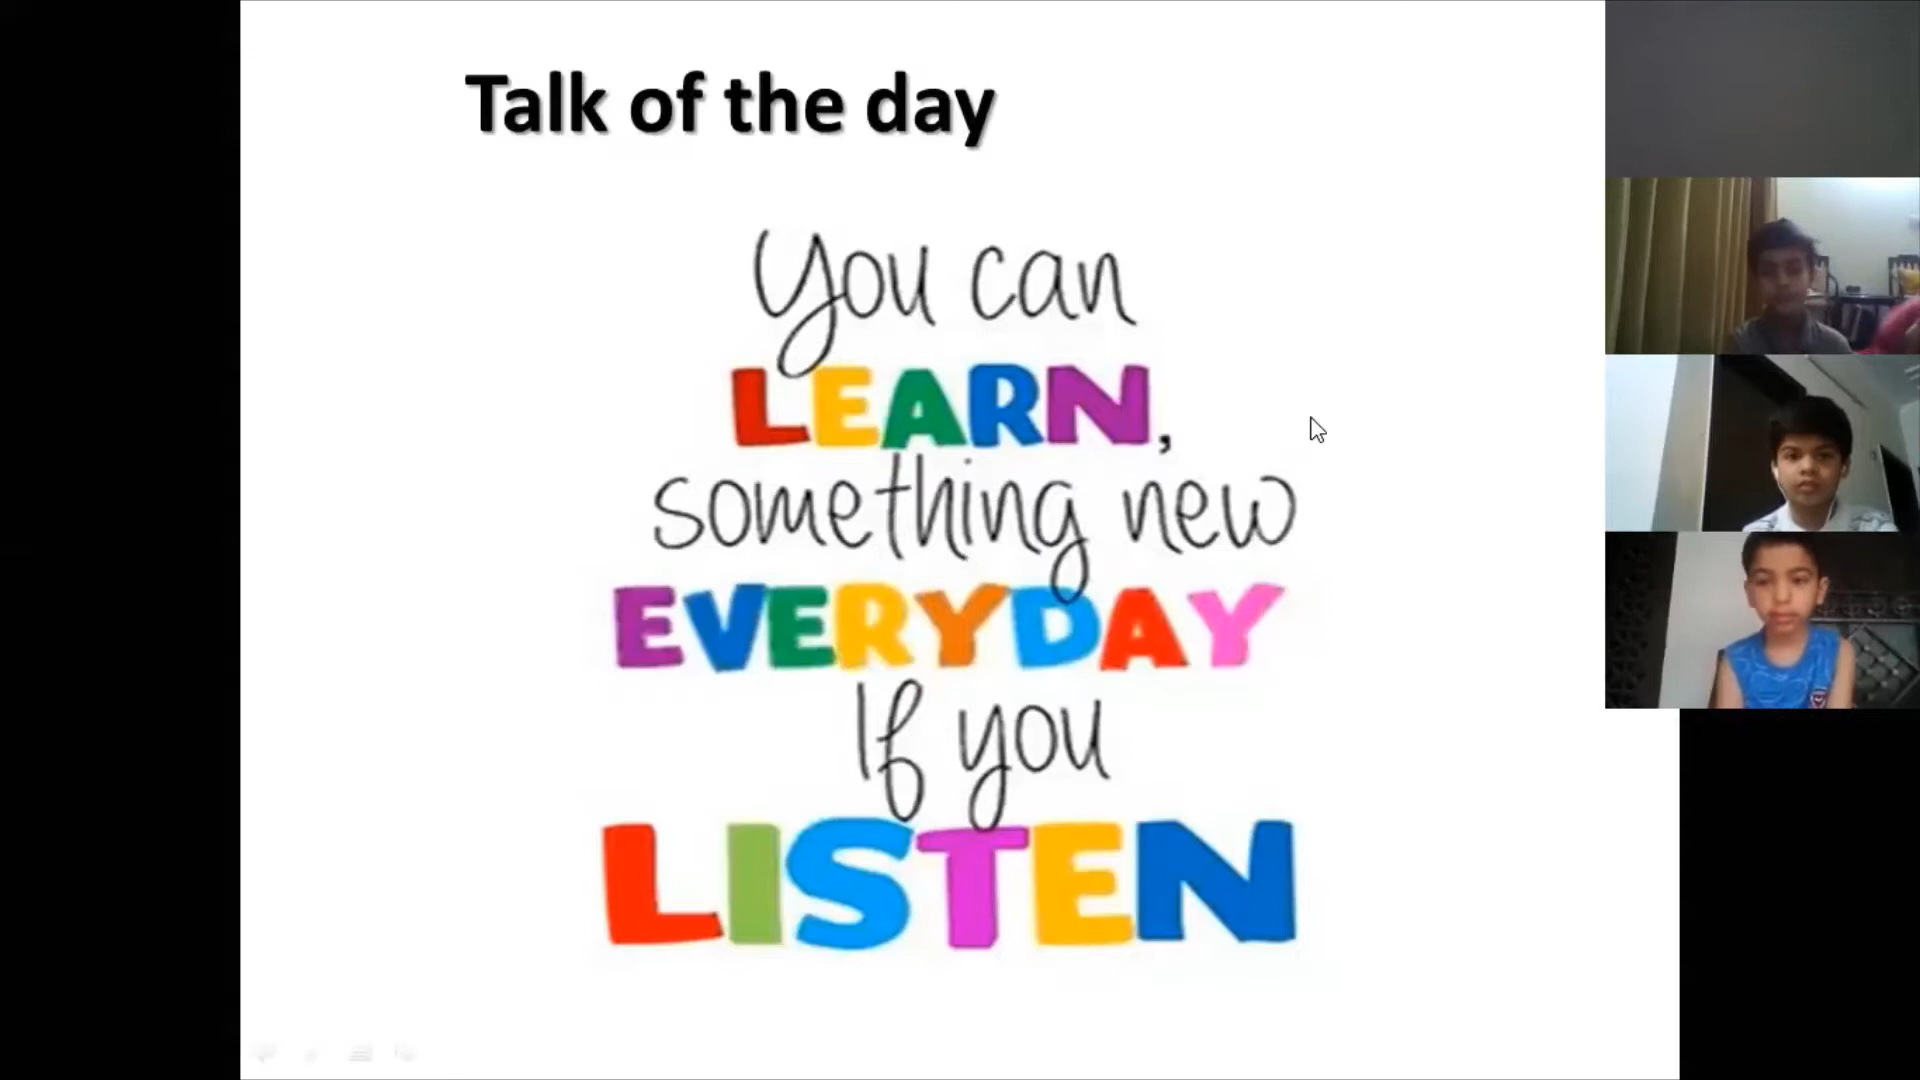 Talk of the day
You can
LEARN,
something new
EVERYDAY
If you
LISTEN